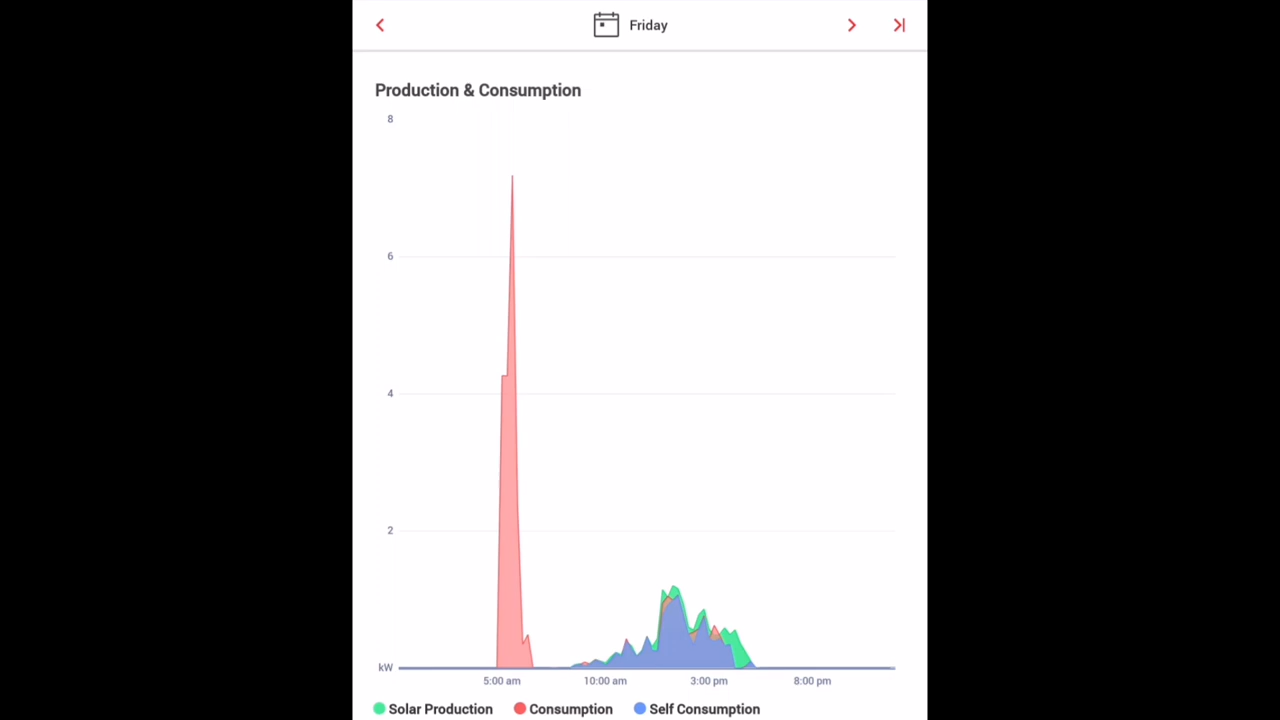 Friday
Production & Consumption
8
6
4
2
kW
5:00 am 10:00 am 3:00 pm 8:00 pm
Solar Production Consumption Self Consumption